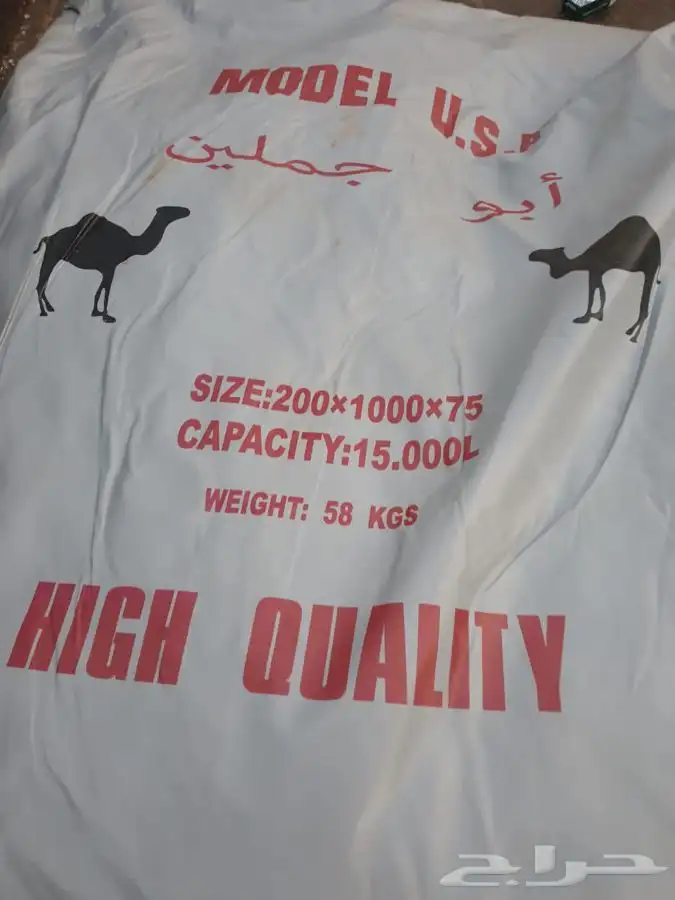 MODEL U.S.
أبو جملين
SIZE:200×1000×75
CAPACITY:15.000L
WEIGHT: 58 KGS
HIGH QUALITY
حراج